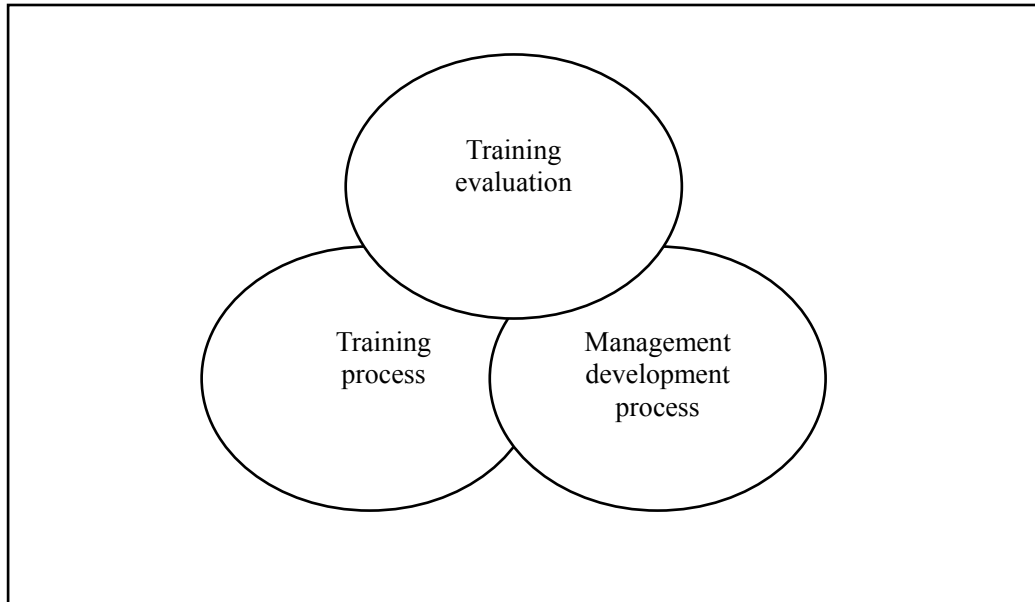 Training
evaluation
Training
process
Management
development
process